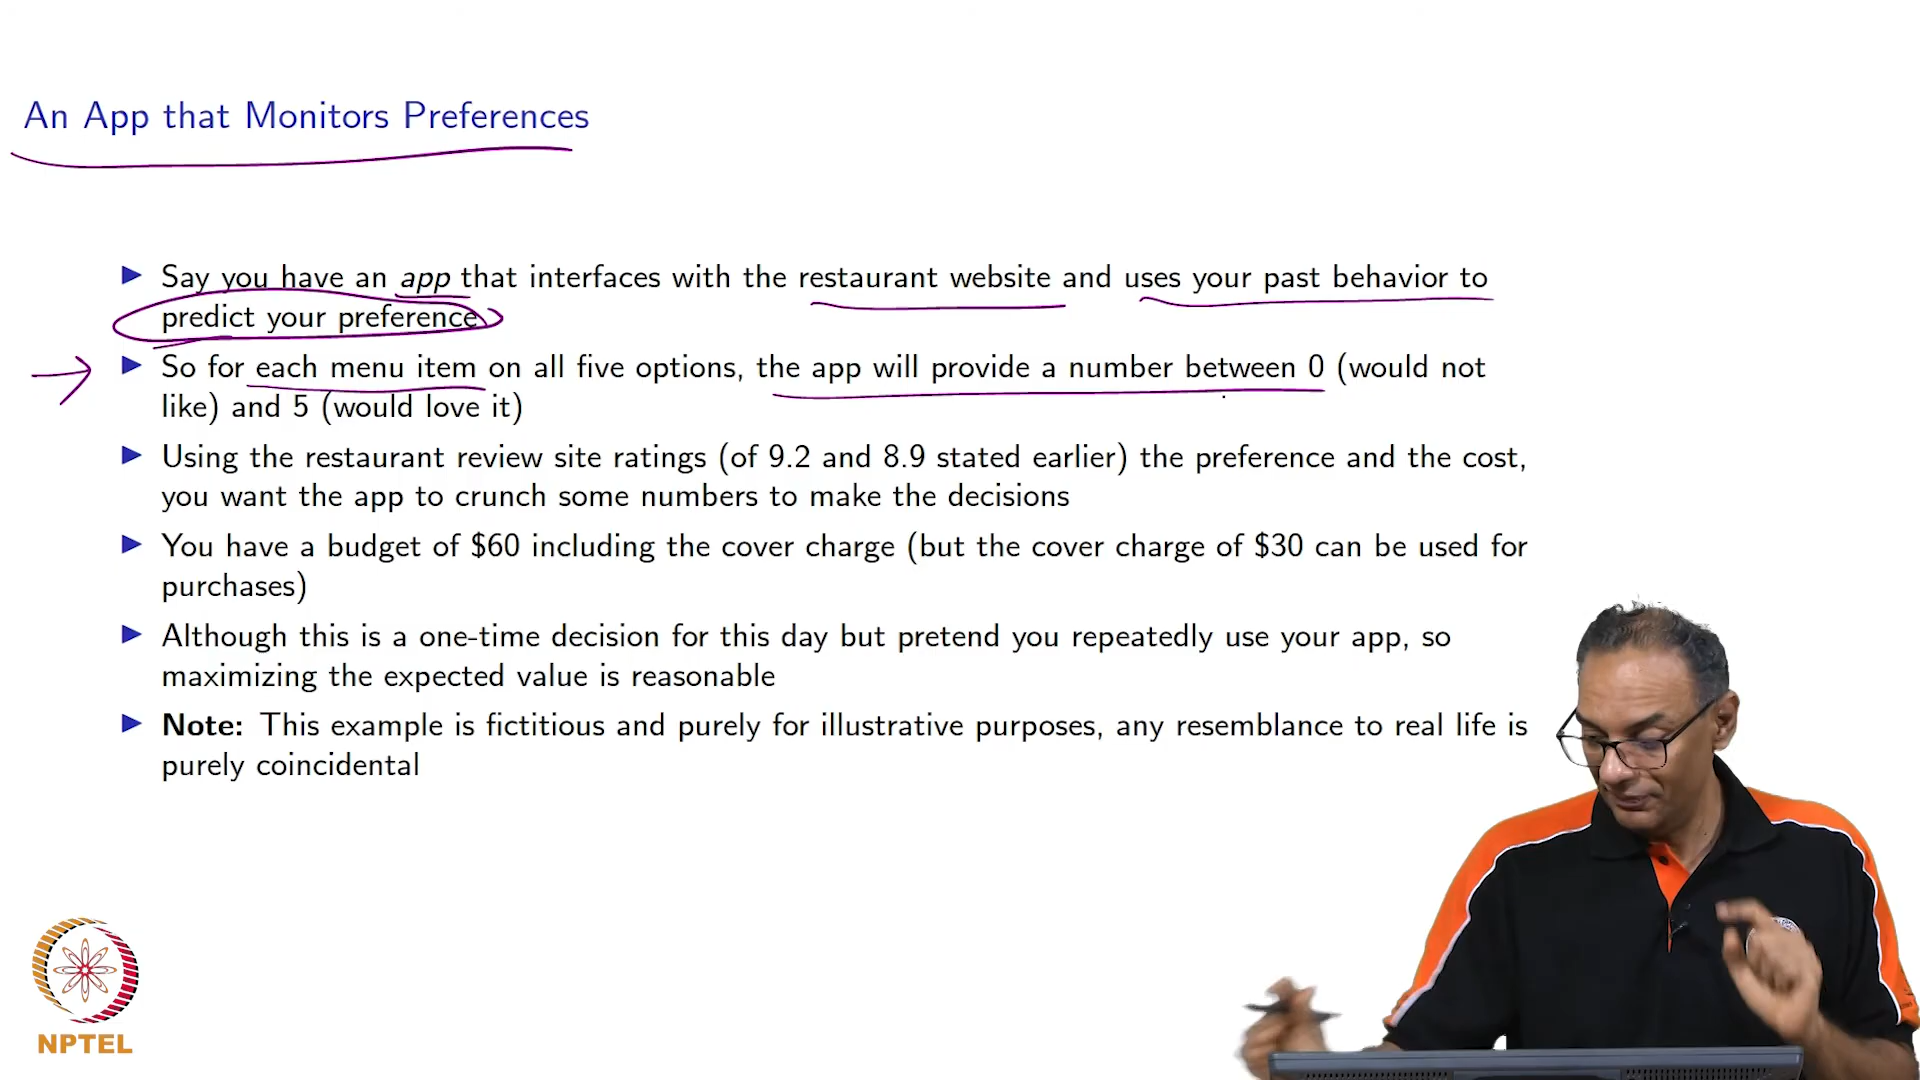 An App that Monitors Preferences
▶ Say you have an app that interfaces with the restaurant website and uses your past behavior to
predict your preference
▶ So for each menu item on all five options, the app will provide a number between 0 (would not
like) and 5 (would love it)
▶ Using the restaurant review site ratings (of 9.2 and 8.9 stated earlier) the preference and the cost,
you want the app to crunch some numbers to make the decisions
▶ You have a budget of $60 including the cover charge (but the cover charge of $30 can be used for
purchases)
▶ Although this is a one-time decision for this day but pretend you repeatedly use your app, so
maximizing the expected value is reasonable
▶ Note: This example is fictitious and purely for illustrative purposes, any resemblance to real life is
purely coincidental
NPTEL